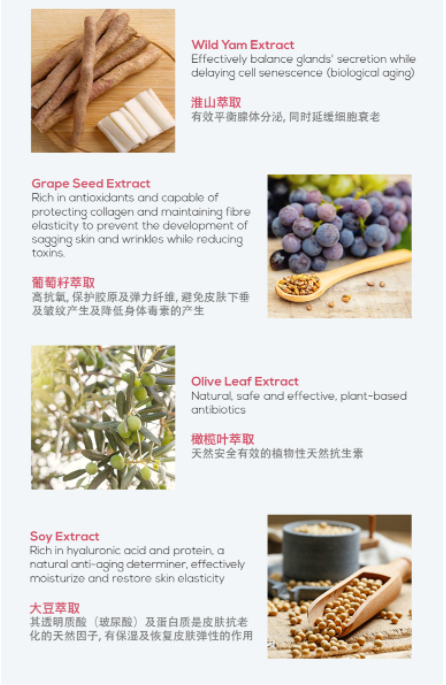 Wild Yam Extract
Effectively balance glands' secretion while
delaying cell senescence (biological aging)
淮山萃取
有效平衡腺体分泌, 同时延缓细胞衰老
Grape Seed Extract
Rich in antioxidants and capable of
protecting collagen and maintaining fibre
elasticity to prevent the development of
sagging skin and wrinkles while reducing
toxins.
葡萄籽萃取
高抗氧, 保护胶原及弹力纤维, 避免皮肤下垂
及皱纹产生及降低身体毒素的产生
Olive Leaf Extract
Natural, safe and effective, plant-based
antibiotics
橄榄叶萃取
天然安全有效的植物性天然抗生素
Soy Extract
Rich in hyaluronic acid and protein, a
natural anti-aging determiner, effectively
moisturize and restore skin elasticity
大豆萃取
其透明质酸（玻尿酸）及蛋白质是皮肤抗老
化的天然因子, 有保湿及恢复皮肤弹性的作用